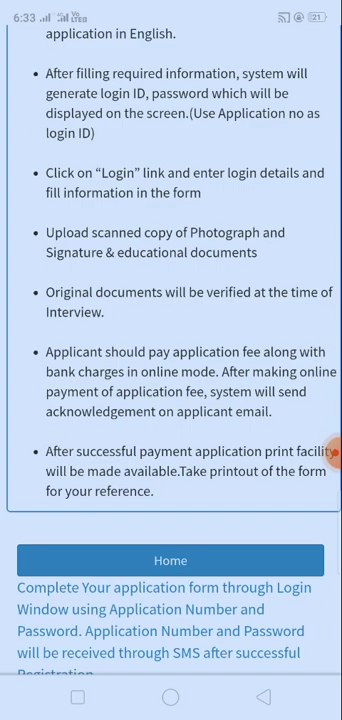 6:33
Vo
LTE
21
application in English.
• After filling required information, system will
generate login ID, password which will be
displayed on the screen.(Use Application no as
login ID)
• Click on “Login” link and enter login details and
fill information in the form
• Upload scanned copy of Photograph and
Signature & educational documents
• Original documents will be verified at the time of
Interview.
• Applicant should pay application fee along with
bank charges in online mode. After making online
payment of application fee, system will send
acknowledgement on applicant email.
• After successful payment application print facility
will be made available.Take printout of the form
for your reference.
Home
Complete Your application form through Login
Window using Application Number and
Password. Application Number and Password
will be received through SMS after successful
Registration